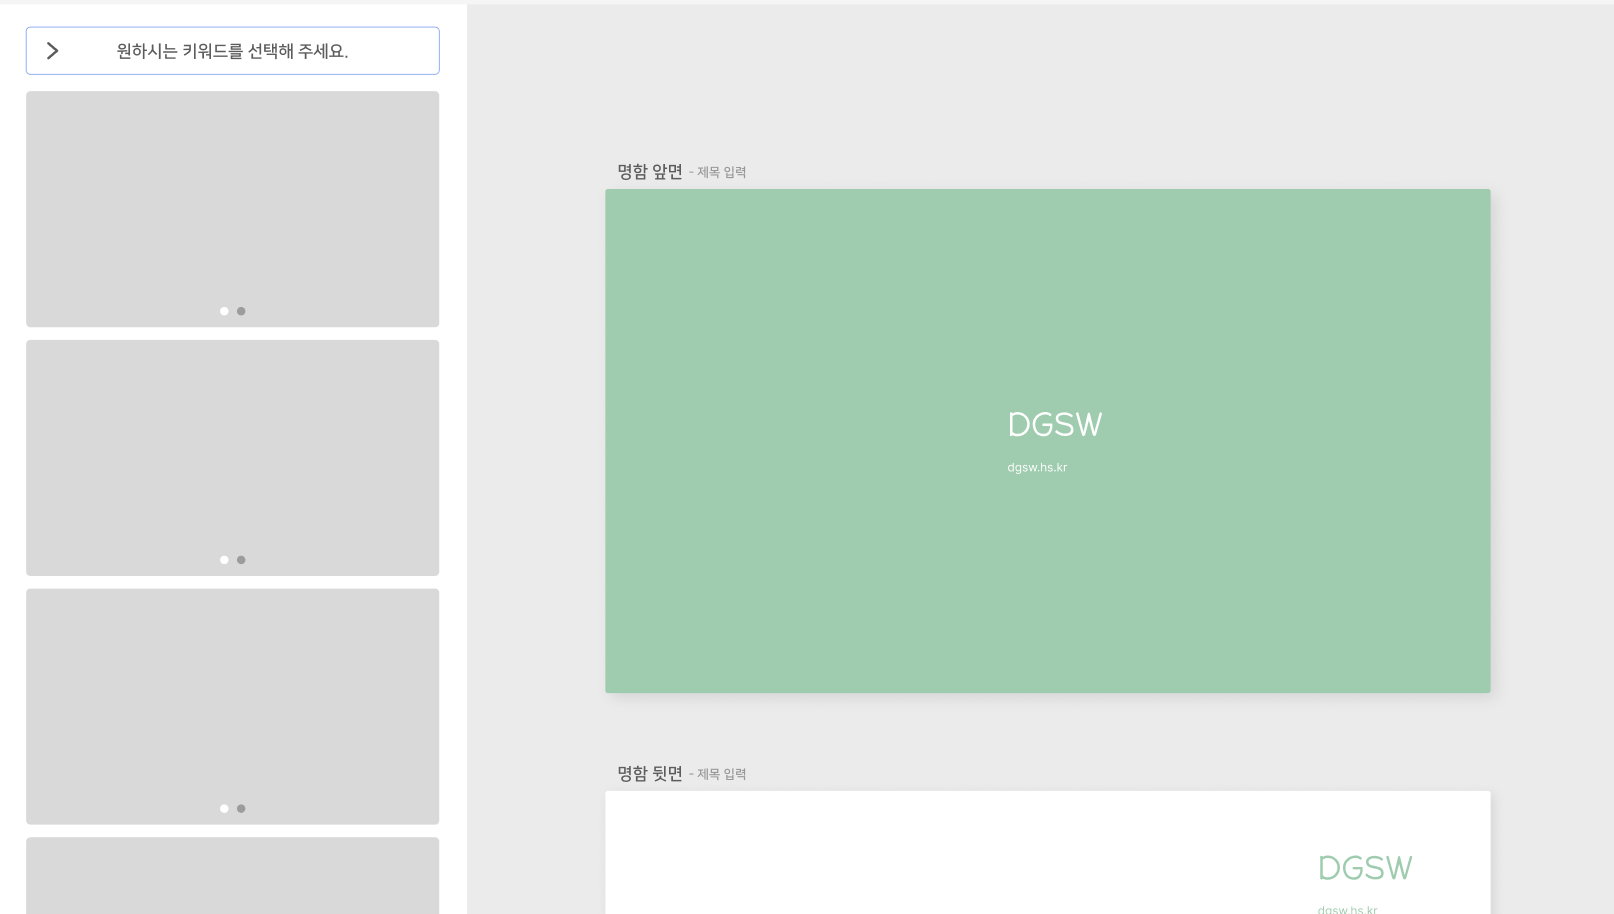 원하시는 키워드를 선택해 주세요.
명함 앞면 - 제목 입력
DGSW
dgsw.hs.kr
명함 뒷면 - 제목 입력
DGSW
dgsw.hs.kr